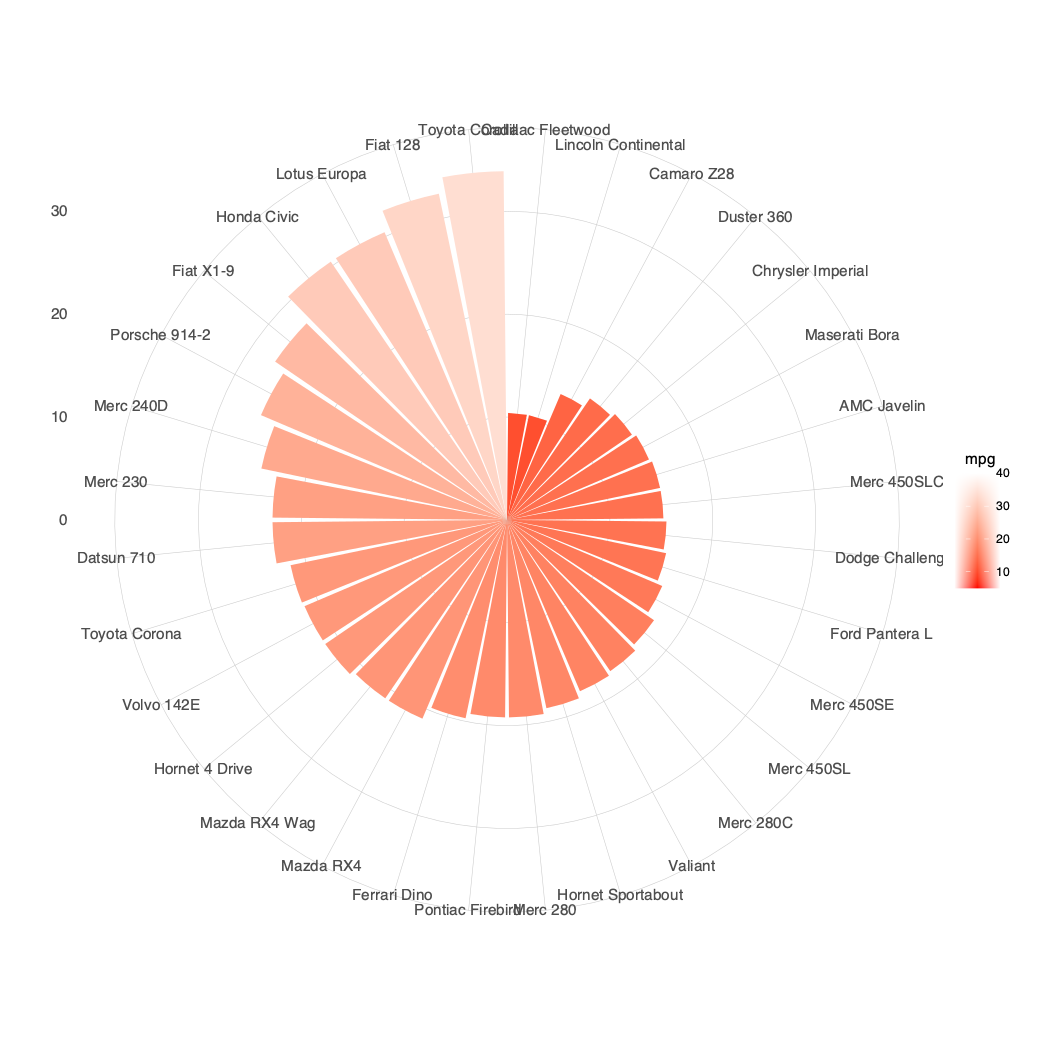 Toyota Corolla
Cadillac Fleetwood
Fiat 128
Lincoln Continental
Lotus Europa
Camaro Z28
30
Honda Civic
Duster 360
Fiat X1-9
Chrysler Imperial
20
Porsche 914-2
Maserati Bora
10
Merc 240D
AMC Javelin
Merc 230
Merc 450SLC
0
Datsun 710
Dodge Challeng
Toyota Corona
Ford Pantera L
Volvo 142E
Merc 450SE
Hornet 4 Drive
Merc 450SL
Mazda RX4 Wag
Merc 280C
Mazda RX4
Valiant
Ferrari Dino
Hornet Sportabout
Pontiac Firebird
Merc 280
mpg
40
30
20
10